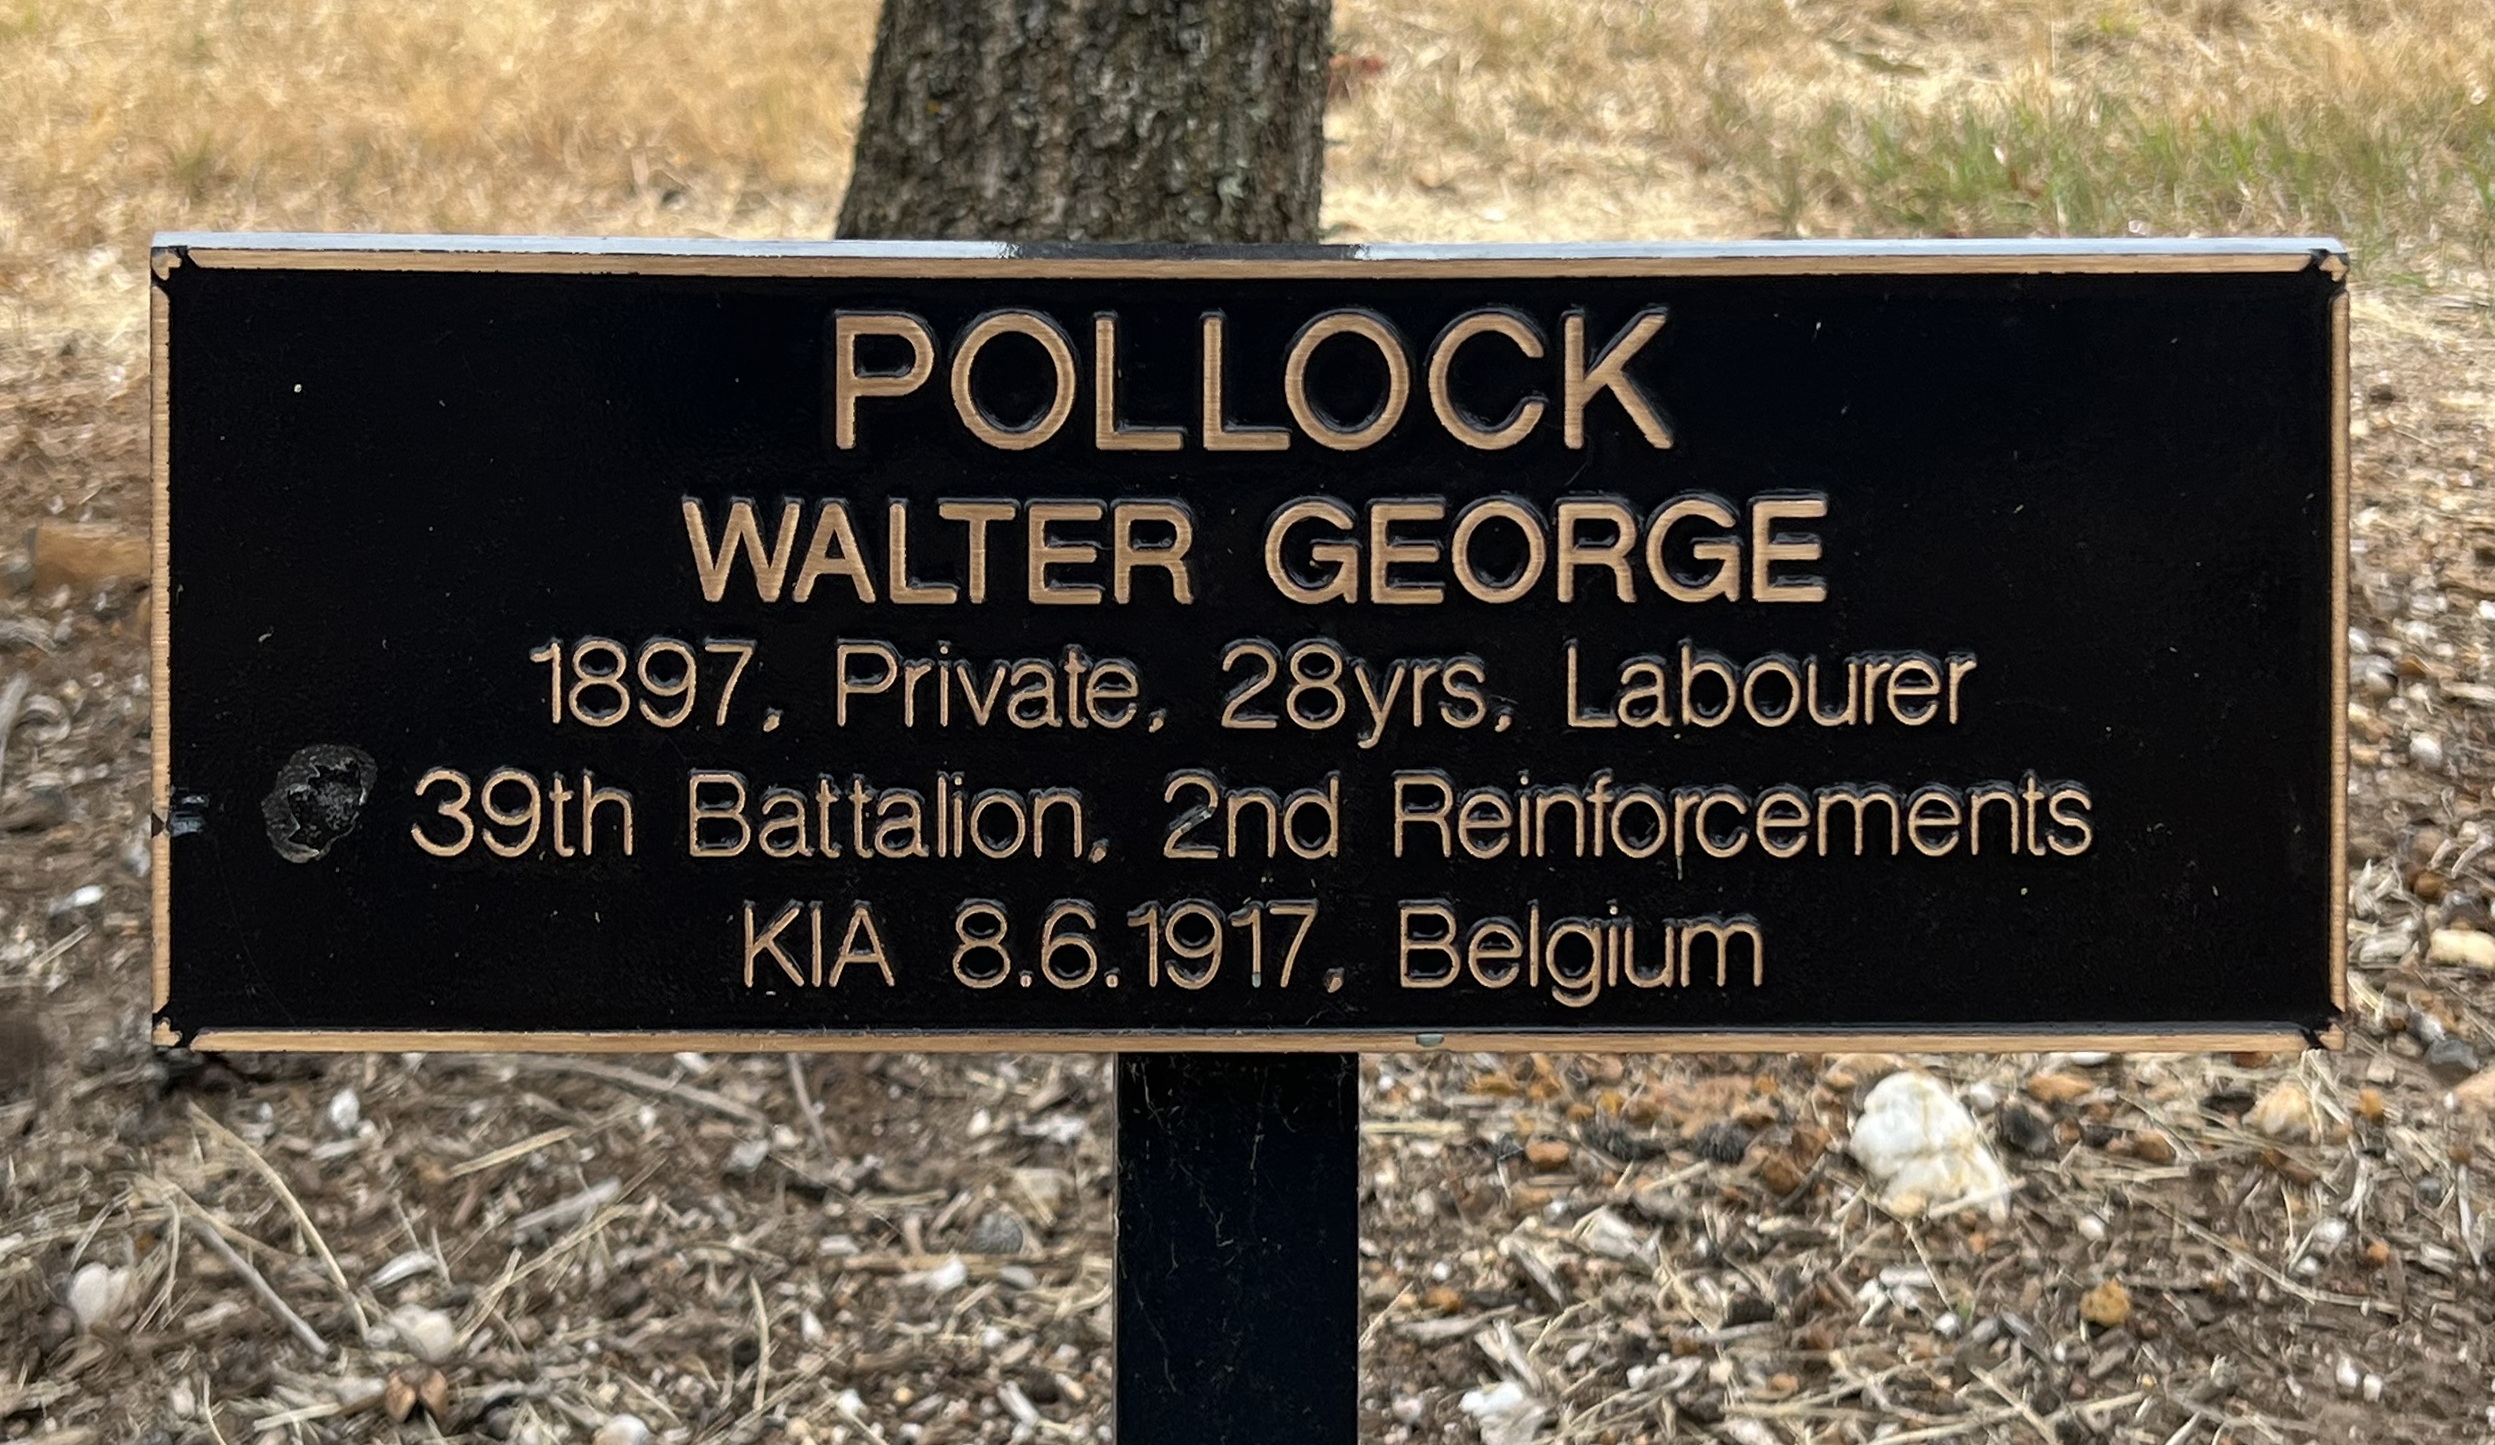 POLLOCK
WALTER GEORGE
1897, Private, 28yrs, Labourer
39th Battalion, 2nd Reinforcements
KIA 8.6.1917, Belgium